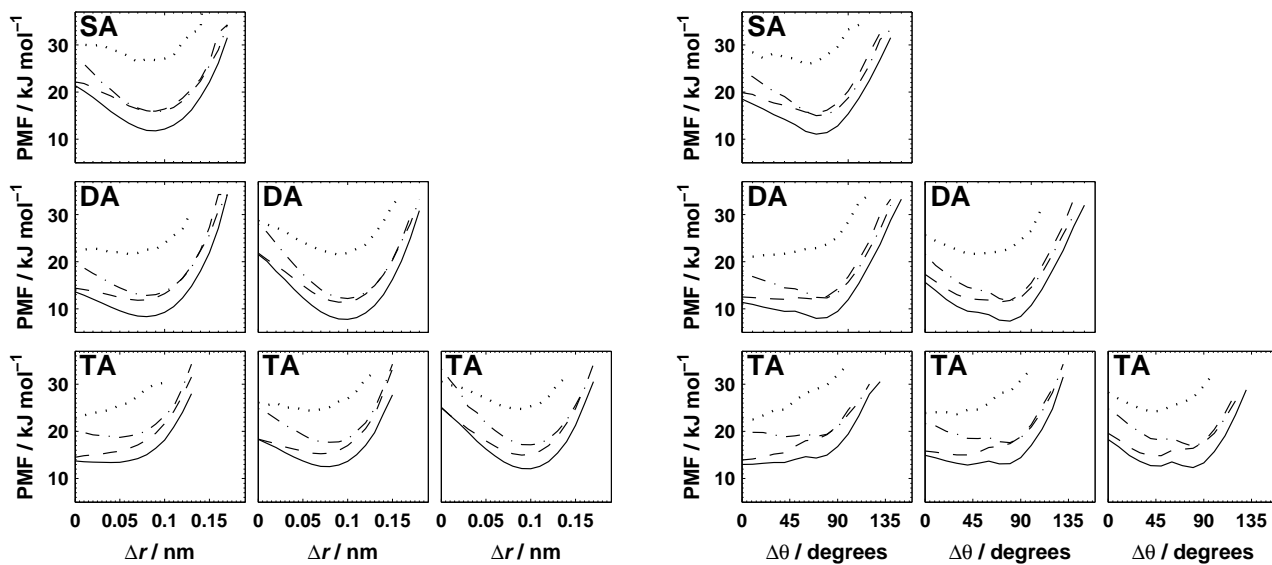 SA
PMF / kJ mol⁻¹
30
20
10
SA
PMF / kJ mol⁻¹
30
20
10
DA
DA
PMF / kJ mol⁻¹
30
20
10
DA
DA
PMF / kJ mol⁻¹
30
20
10
TA
TA
TA
PMF / kJ mol⁻¹
30
20
10
0 0.05 0.1 0.15
0 0.05 0.1 0.15
0 0.05 0.1 0.15
Δr / nm
Δr / nm
Δr / nm
TA
TA
TA
PMF / kJ mol⁻¹
30
20
10
0 45 90 135
0 45 90 135
0 45 90 135
Δθ / degrees
Δθ / degrees
Δθ / degrees